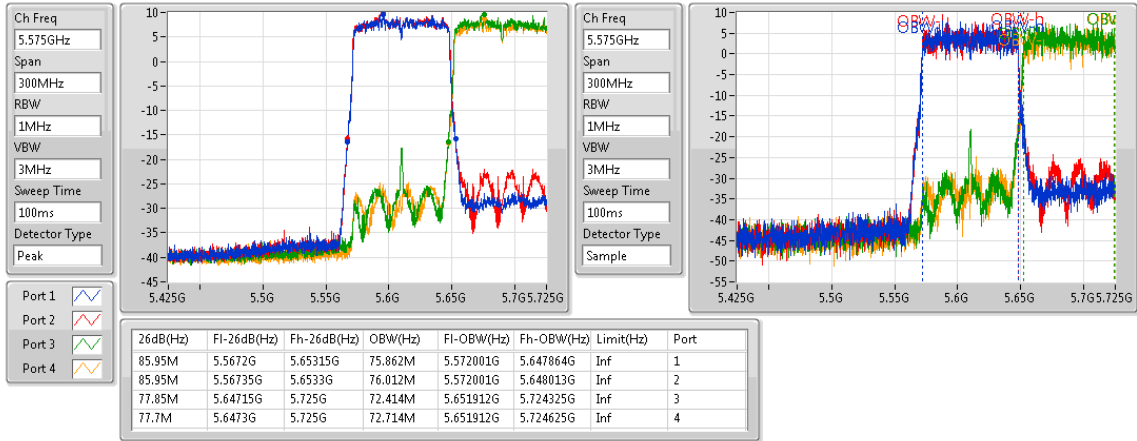 Ch Freq
5.575GHz
Span
300MHz
RBW
1MHz
VBW
3MHz
Sweep Time
100ms
Detector Type
Peak
10
5
0
-5
-10
-15
-20
-25
-30
-35
-40
-45
5.425G 5.5G 5.55G 5.6G 5.65G 5.7G 5.725G
Ch Freq
5.575GHz
Span
300MHz
RBW
1MHz
VBW
3MHz
Sweep Time
100ms
Detector Type
Sample
10
5
0
-5
-10
-15
-20
-25
-30
-35
-40
-45
-50
-55
OBW-l OBW-h OBW
5.425G 5.5G 5.55G 5.6G 5.65G 5.7G 5.725G
Port 1
Port 2
Port 3
Port 4
26dB(Hz) Fl-26dB(Hz) Fh-26dB(Hz) OBW(Hz) Fl-OBW(Hz) Fh-OBW(Hz) Limit(Hz) Port
85.95M 5.5672G 5.65315G 75.862M 5.572001G 5.647864G Inf 1
85.95M 5.56735G 5.6533G 76.012M 5.572001G 5.648013G Inf 2
77.85M 5.64715G 5.725G 72.414M 5.651912G 5.724325G Inf 3
77.7M 5.6473G 5.725G 72.714M 5.651912G 5.724625G Inf 4